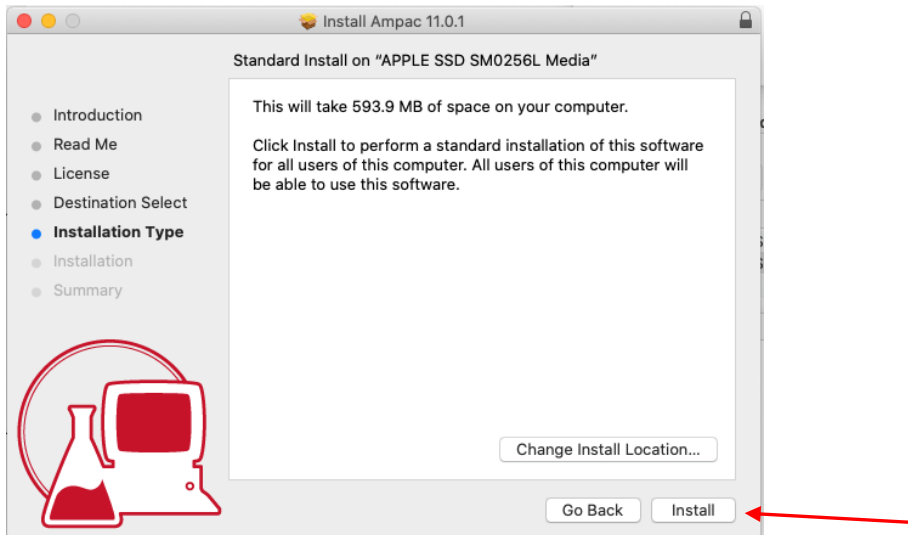 Install Ampac 11.0.1
Standard Install on “APPLE SSD SM0256L Media”
Introduction
Read Me
License
Destination Select
Installation Type
Installation
Summary
This will take 593.9 MB of space on your computer.
Click Install to perform a standard installation of this software
for all users of this computer. All users of this computer will
be able to use this software.
Change Install Location...
Go Back
Install